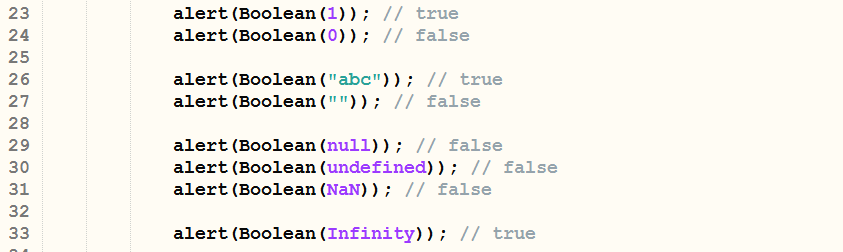 23 alert(Boolean(1)); // true
24 alert(Boolean(0)); // false
25
26 alert(Boolean("abc")); // true
27 alert(Boolean("")); // false
28
29 alert(Boolean(null)); // false
30 alert(Boolean(undefined)); // false
31 alert(Boolean(NaN)); // false
32
33 alert(Boolean(Infinity)); // true